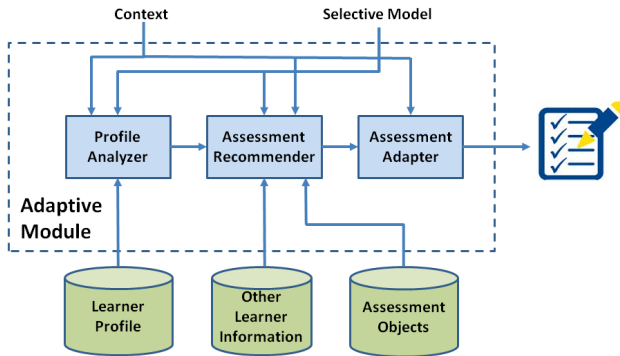 Context
Selective Model
Profile
Analyzer
Assessment
Recommender
Assessment
Adapter
Adaptive
Module
Learner
Profile
Other
Learner
Information
Assessment
Objects